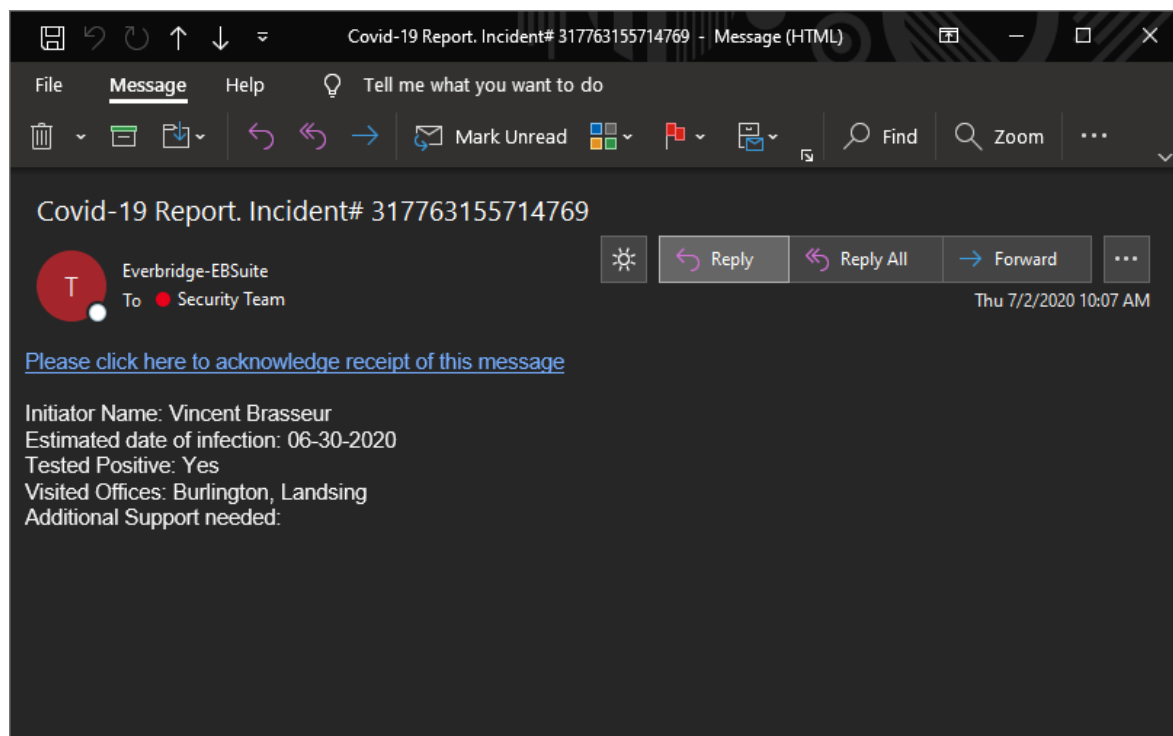 Covid-19 Report. Incident# 317763155714769 - Message (HTML)
File Message Help Tell me what you want to do
Mark Unread Find Zoom
Covid-19 Report. Incident# 317763155714769
T
Everbridge-EBSuite
To Security Team
Reply Reply All Forward
Thu 7/2/2020 10:07 AM
Please click here to acknowledge receipt of this message
Initiator Name: Vincent Brasseur
Estimated date of infection: 06-30-2020
Tested Positive: Yes
Visited Offices: Burlington, Landsing
Additional Support needed: